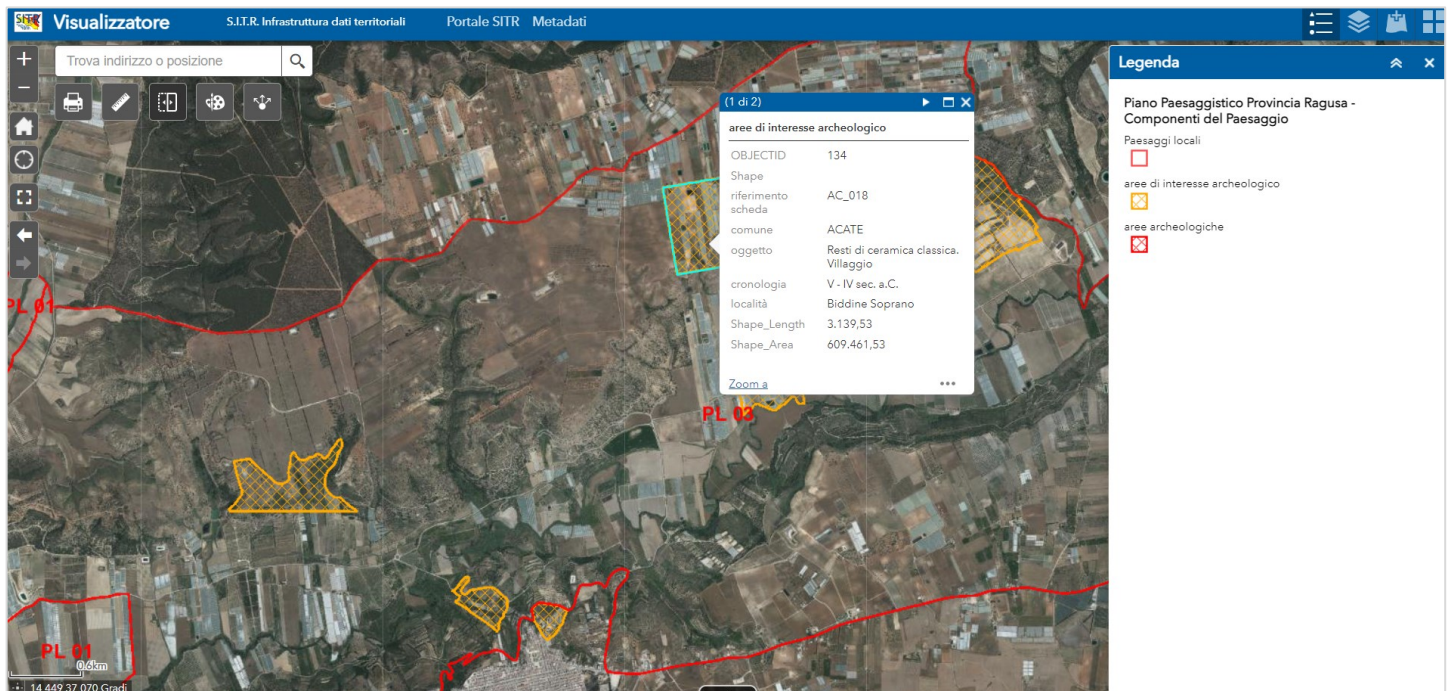 SITR Visualizzatore S.I.T.R. Infrastruttura dati territoriali Portale SITR Metadati
Trova indirizzo o posizione
(1 di 2)
aree di interesse archeologico
OBJECTID 134
Shape
riferimento scheda AC_018
comune ACATE
oggetto Resti di ceramica classica.
Villaggio
cronologia V - IV sec. a.C.
località Biddine Soprano
Shape_Length 3.139,53
Shape_Area 609.461,53
Zoom a
PL 01
PL 03
PL 01
0.6km
14.449 37.070 Gradi
Legenda
Piano Paesaggistico Provincia Ragusa -
Componenti del Paesaggio
Paesaggi locali
aree di interesse archeologico
aree archeologiche